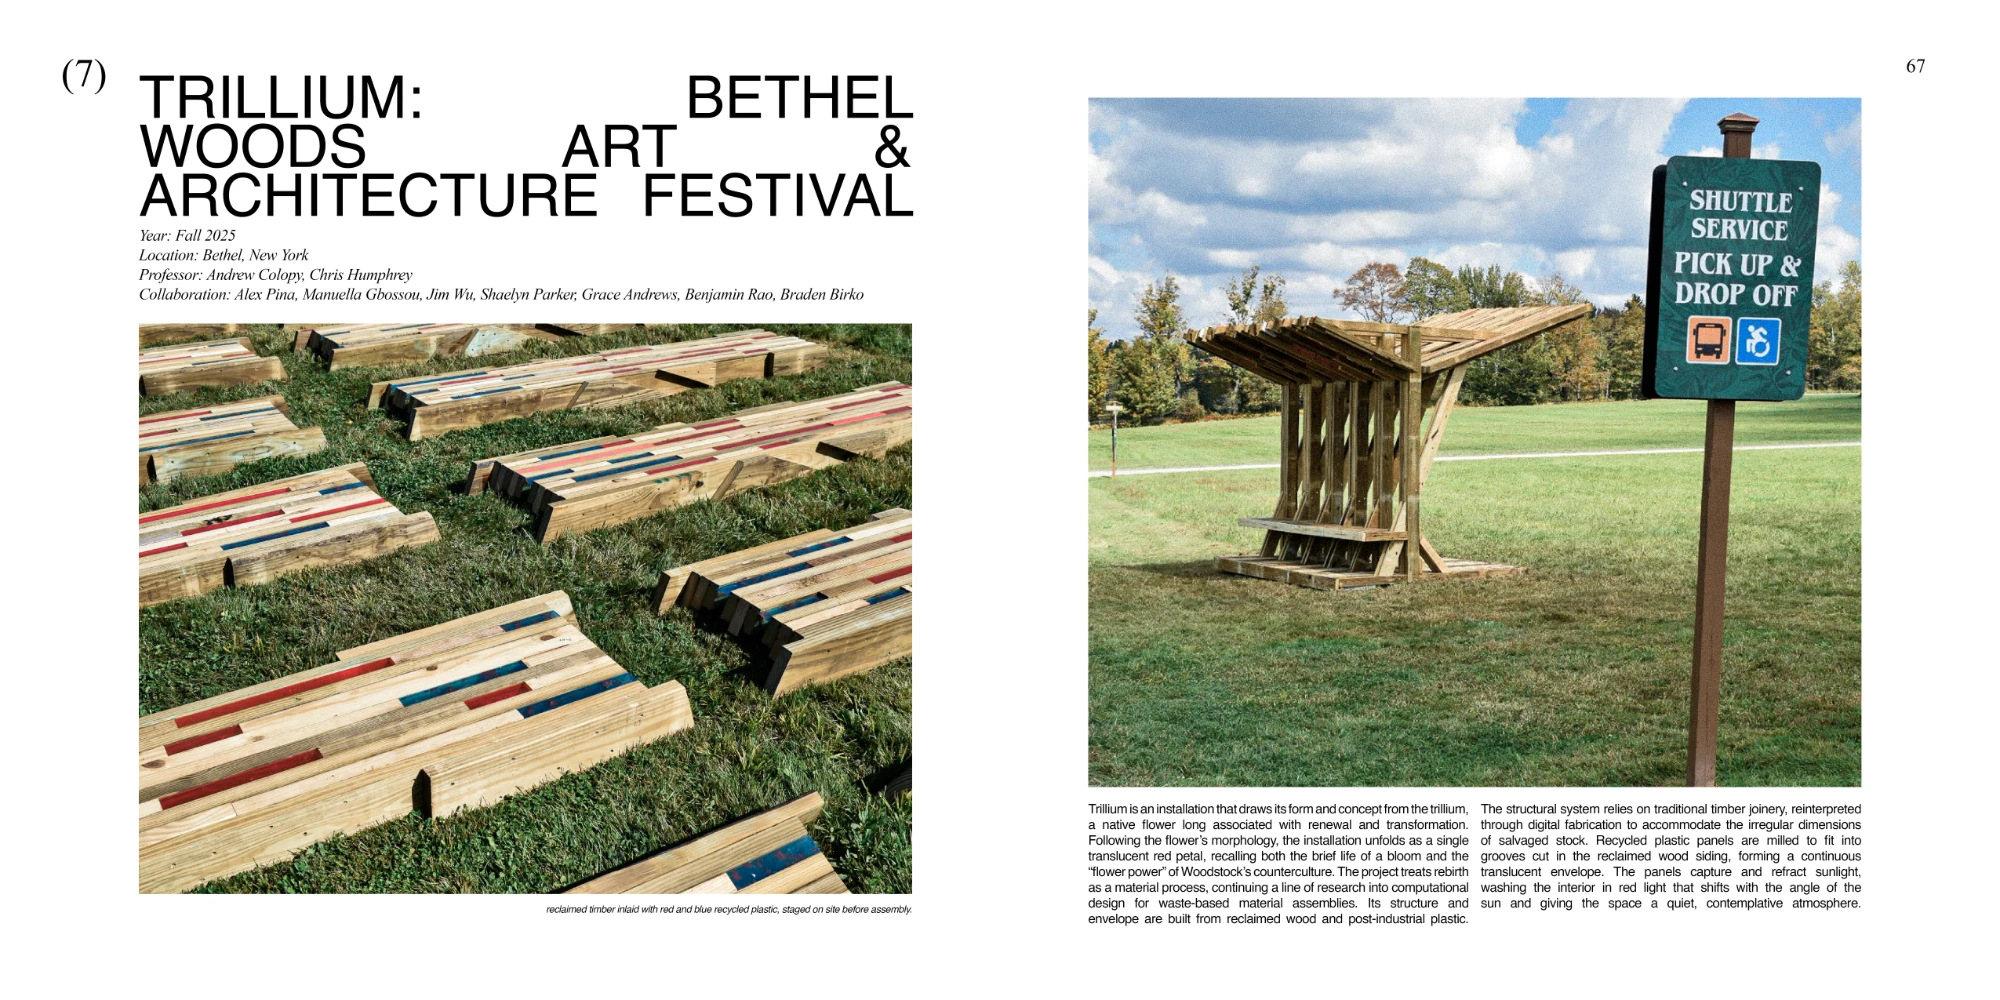 (7)
TRILLIUM: BETHEL
WOODS ART &
ARCHITECTURE FESTIVAL
Year: Fall 2025
Location: Bethel, New York
Professor: Andrew Colopy, Chris Humphrey
Collaboration: Alex Pina, Manuella Gbossou, Jim Wu, Shaelyn Parker, Grace Andrews, Benjamin Rao, Braden Birko
reclaimed timber inlaid with red and blue recycled plastic, staged on site before assembly.
67
SHUTTLE
SERVICE
PICK UP &
DROP OFF
Trillium is an installation that draws its form and concept from the trillium,
a native flower long associated with renewal and transformation.
Following the flower's morphology, the installation unfolds as a single
translucent red petal, recalling both the brief life of a bloom and the
"flower power" of Woodstock's counterculture. The project treats rebirth
as a material process, continuing a line of research into computational
design for waste-based material assemblies. Its structure and
envelope are built from reclaimed wood and post-industrial plastic.
The structural system relies on traditional timber joinery, reinterpreted
through digital fabrication to accommodate the irregular dimensions
of salvaged stock. Recycled plastic panels are milled to fit into
grooves cut in the reclaimed wood siding, forming a continuous
translucent envelope. The panels capture and refract sunlight,
washing the interior in red light that shifts with the angle of the
sun and giving the space a quiet, contemplative atmosphere.